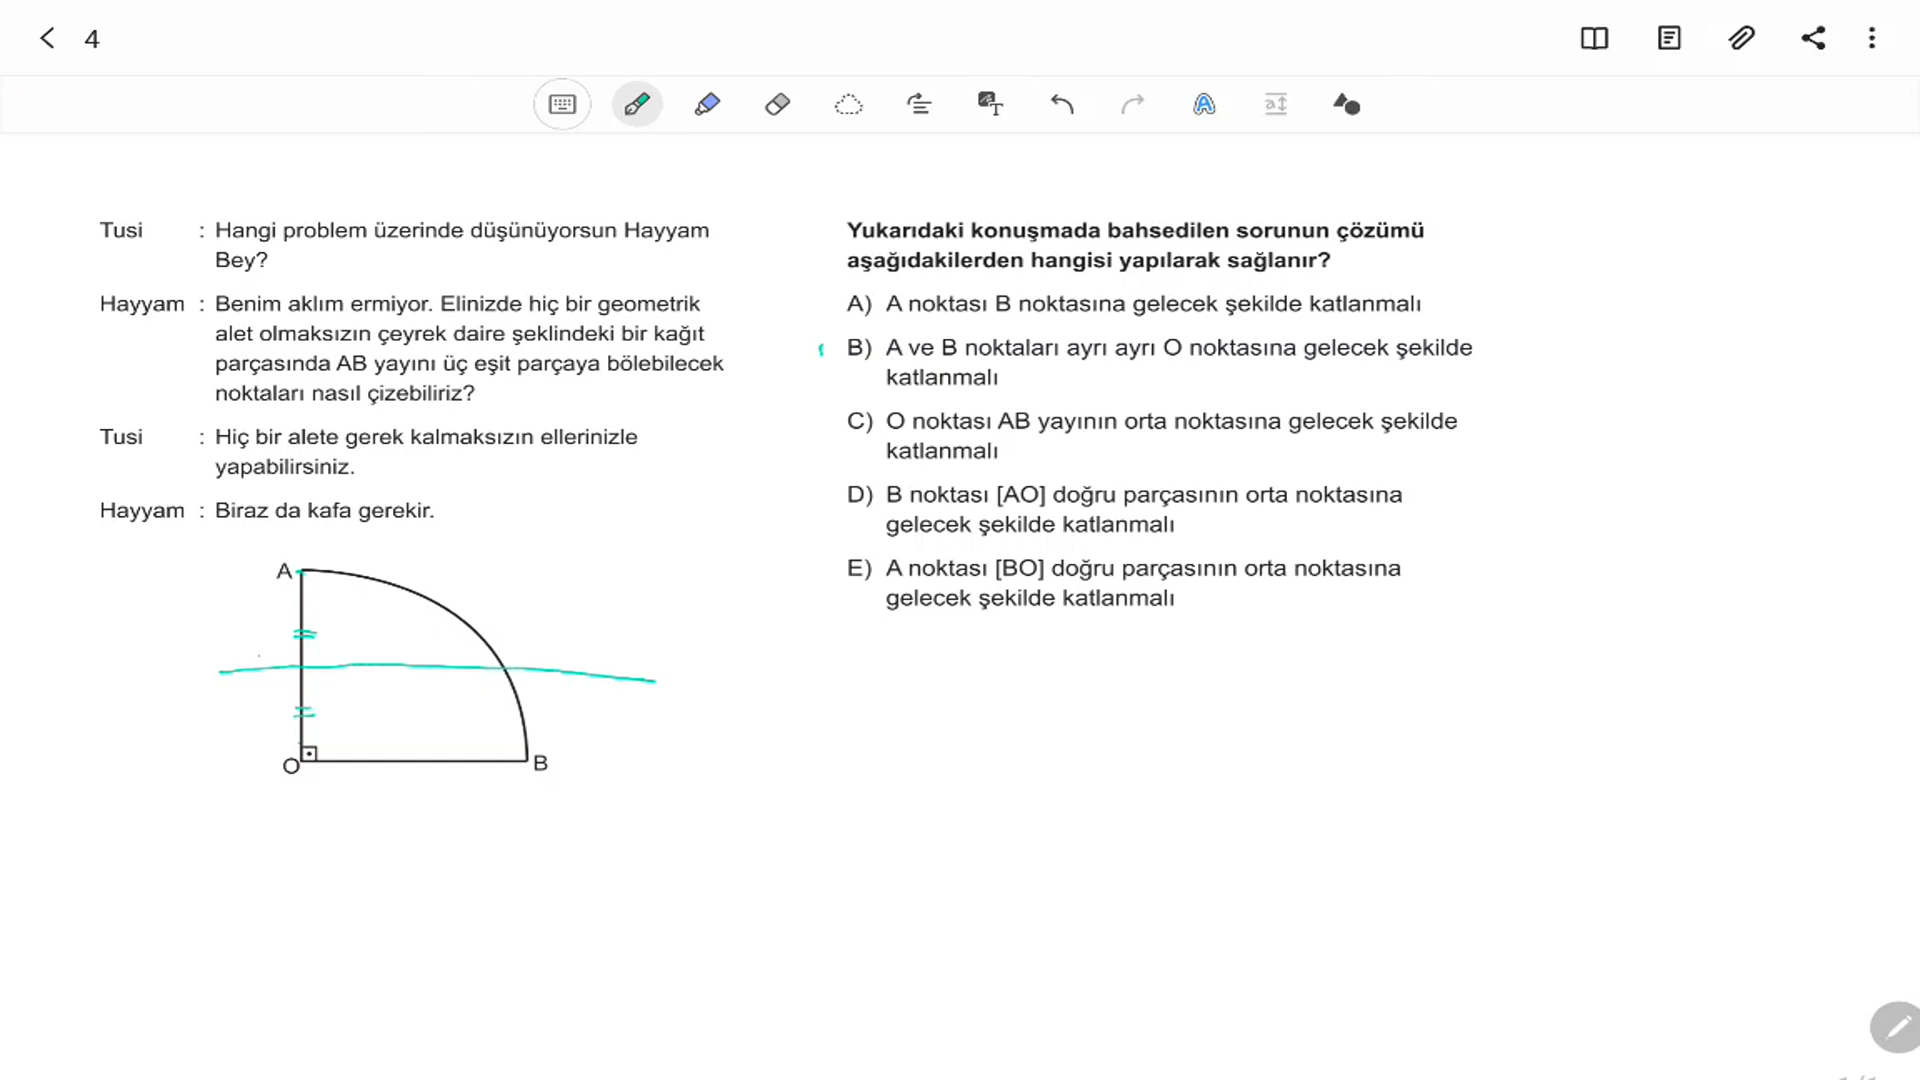 4
Tusi : Hangi problem üzerinde düşünüyorsun Hayyam
Bey?
Hayyam : Benim aklım ermiyor. Elinizde hiç bir geometrik
alet olmaksızın çeyrek daire şeklindeki bir kağıt
parçasında AB yayını üç eşit parçaya bölebilecek
noktaları nasıl çizebiliriz?
Tusi : Hiç bir alete gerek kalmaksızın ellerinizle
yapabilirsiniz.
Hayyam : Biraz da kafa gerekir.
A
O
B
Yukarıdaki konuşmada bahsedilen sorunun çözümü
aşağıdakilerden hangisi yapılarak sağlanır?
A) A noktası B noktasına gelecek şekilde katlanmalı
B) A ve B noktaları ayrı ayrı O noktasına gelecek şekilde
katlanmalı
C) O noktası AB yayının orta noktasına gelecek şekilde
katlanmalı
D) B noktası [AO] doğru parçasının orta noktasına
gelecek şekilde katlanmalı
E) A noktası [BO] doğru parçasının orta noktasına
gelecek şekilde katlanmalı